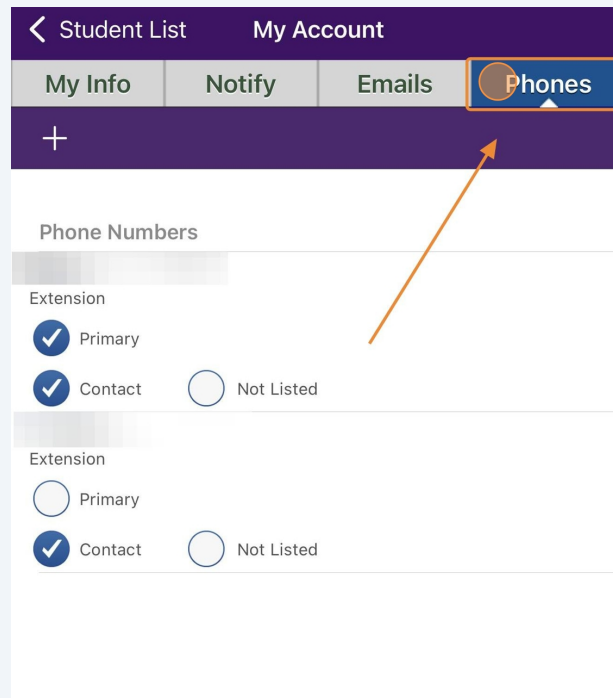 Student List My Account
My Info Notify Emails Phones
+
Phone Numbers
Extension
Primary
Contact Not Listed
Extension
Primary
Contact Not Listed